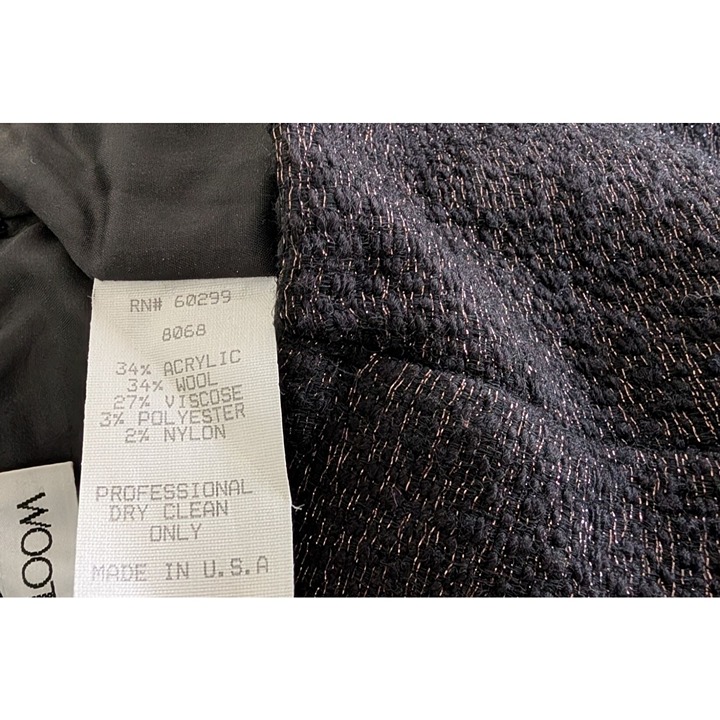 RN# 60299
8068
34% ACRYLIC
34% WOOL
27% VISCOSE
3% POLYESTER
2% NYLON
PROFESSIONAL
DRY CLEAN
ONLY
MADE IN U.S.A